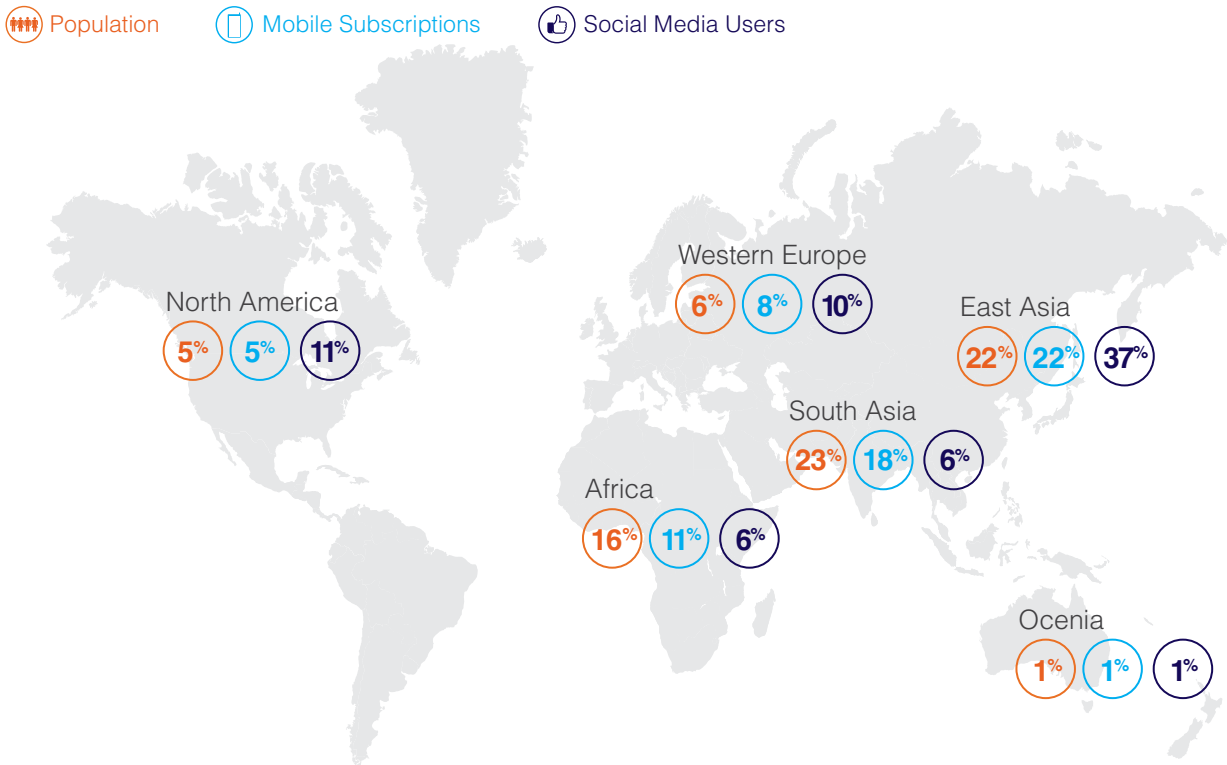 Population Mobile Subscriptions Social Media Users
Western Europe
6% 8% 10%
North America
5% 5% 11%
East Asia
22% 22% 37%
South Asia
23% 18% 6%
Africa
16% 11% 6%
Ocenia
1% 1% 1%